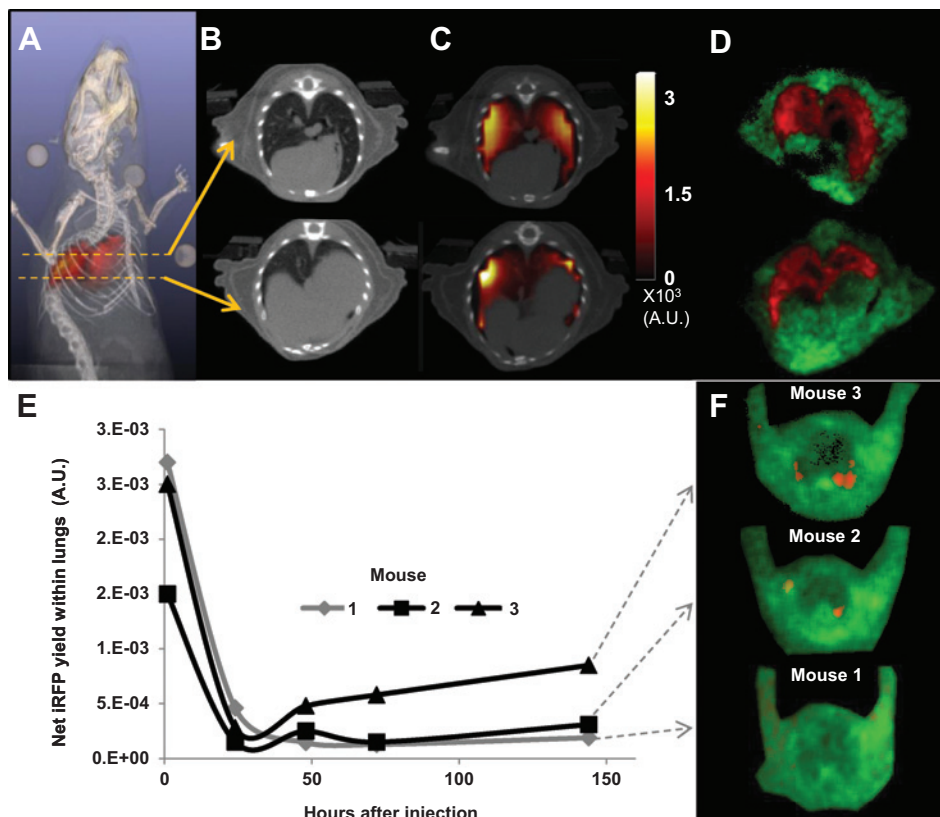 A
B
C
D
3
1.5
0
X10³
(A.U.)
E
Net iRFP yield within lungs (A.U.)
3.E-03
3.E-03
2.E-03
2.E-03
1.E-03
5.E-04
0.E+00
0
50
100
150
Hours after injection
Mouse
1
2
3
F
Mouse 3
Mouse 2
Mouse 1